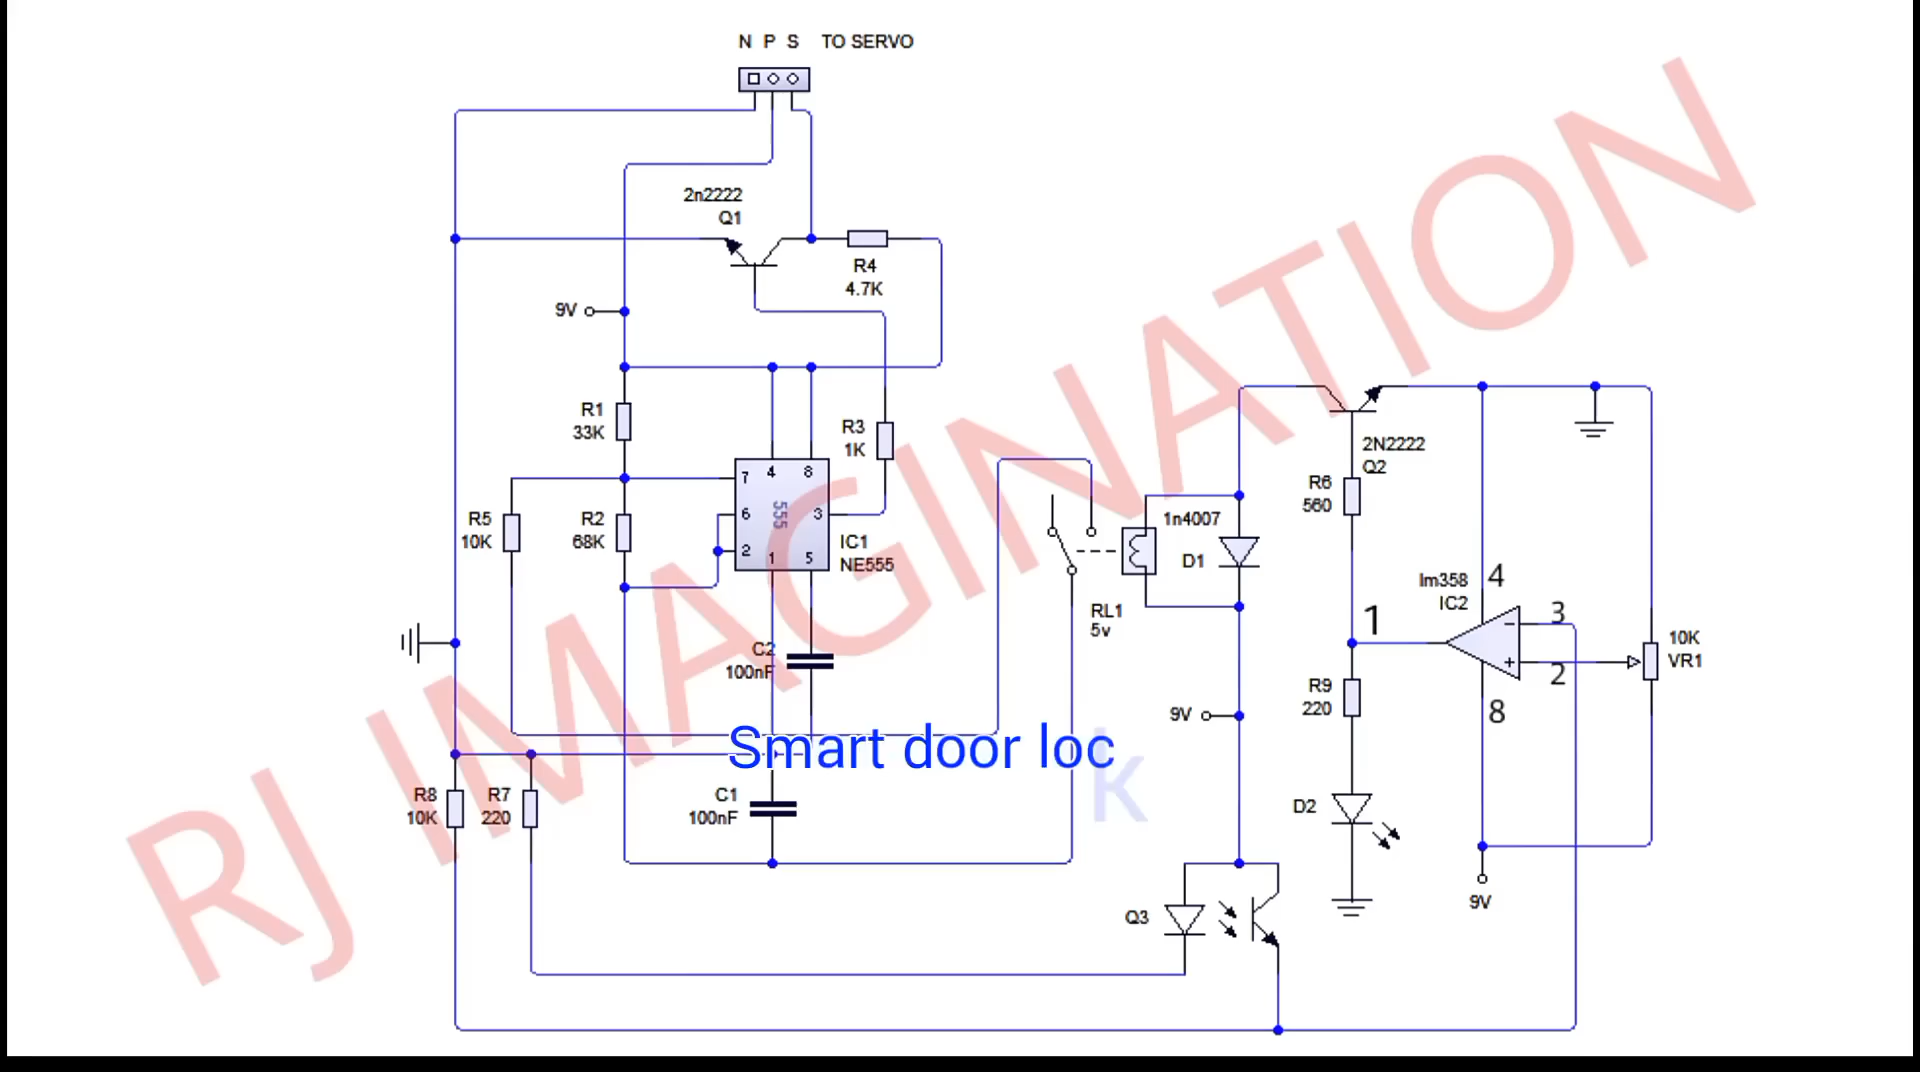 N P S TO SERVO
2n2222
Q1
R4
4.7K
9V
R1
33K
R3
1K
7 4 8
555
6 3
2 1 5
IC1
NE555
R5
10K
R2
68K
C2
100nF
RL1
5v
1n4007
D1
2N2222
Q2
R6
560
lm358
IC2
4
3
1
2
8
10K
VR1
R9
220
9V
Smart door lock
R8
10K
R7
220
C1
100nF
D2
9V
Q3
RJ IMAGINATION